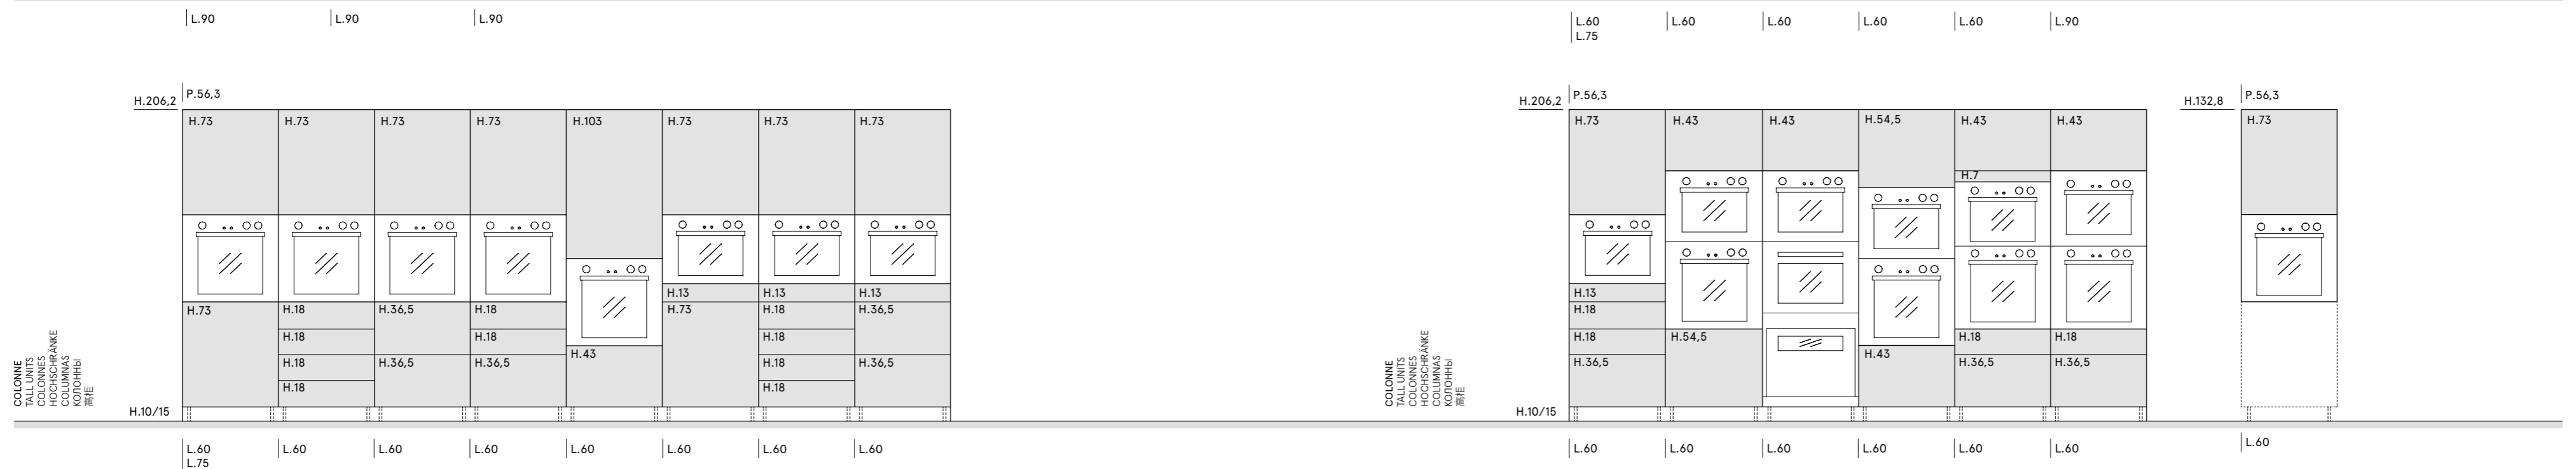 L.90 L.90 L.90 L.60 L.60 L.60 L.60 L.60 L.90
L.75
P.56,3 P.56,3 P.56,3
H.206,2 H.206,2 H.132,8
H.73 H.73 H.73 H.73 H.103 H.73 H.73 H.73 H.73 H.43 H.43 H.54,5 H.43 H.43 H.73
H.7
H.13 H.13 H.13 H.13
H.73 H.18 H.36,5 H.18 H.73 H.18 H.36,5 H.18
H.18 H.18 H.18 H.18 H.54,5 H.18 H.18
H.43 H.43
H.18 H.36,5 H.36,5 H.18 H.36,5 H.36,5 H.36,5 H.36,5
H.18 H.18
COLONNE
TALL UNITS
COLONNES
HOCHSCHRÄNKE
COLUMNAS
КОЛОННЫ
高柜
COLONNE
TALL UNITS
COLONNES
HOCHSCHRÄNKE
COLUMNAS
КОЛОННЫ
高柜
H.10/15 H.10/15
L.60 L.60 L.60 L.60 L.60 L.60 L.60 L.60 L.60 L.60 L.60 L.60 L.60 L.60 L.60
L.75